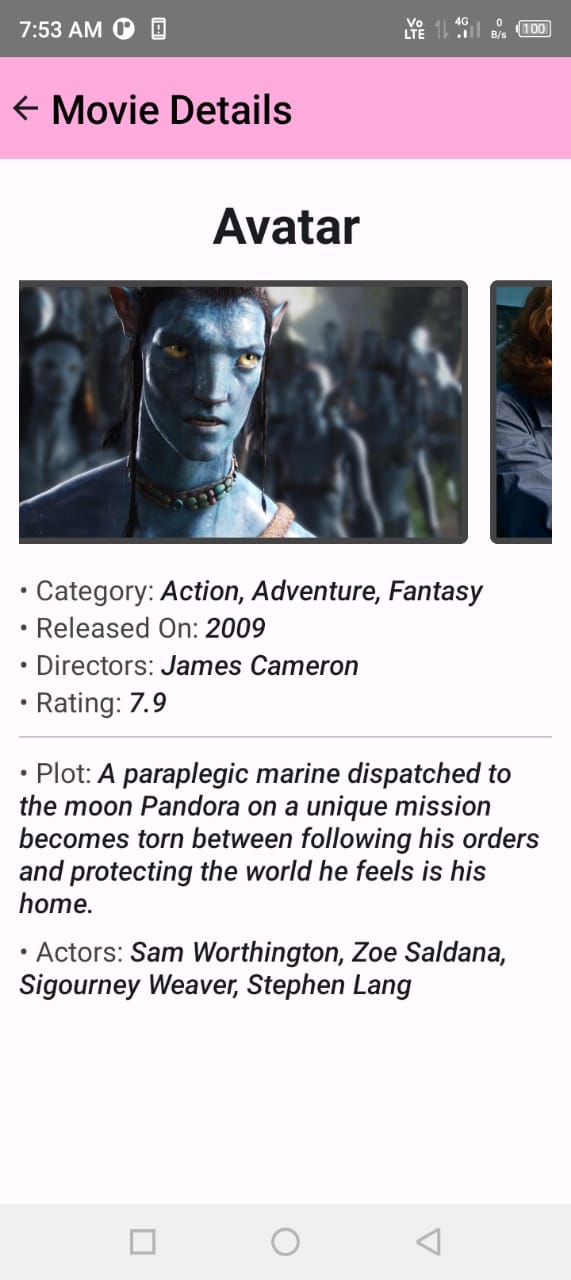 7:53 AM
Vo LTE 4G 0 B/s 100
Movie Details
Avatar
• Category: Action, Adventure, Fantasy
• Released On: 2009
• Directors: James Cameron
• Rating: 7.9
• Plot: A paraplegic marine dispatched to
the moon Pandora on a unique mission
becomes torn between following his orders
and protecting the world he feels is his
home.
• Actors: Sam Worthington, Zoe Saldana,
Sigourney Weaver, Stephen Lang